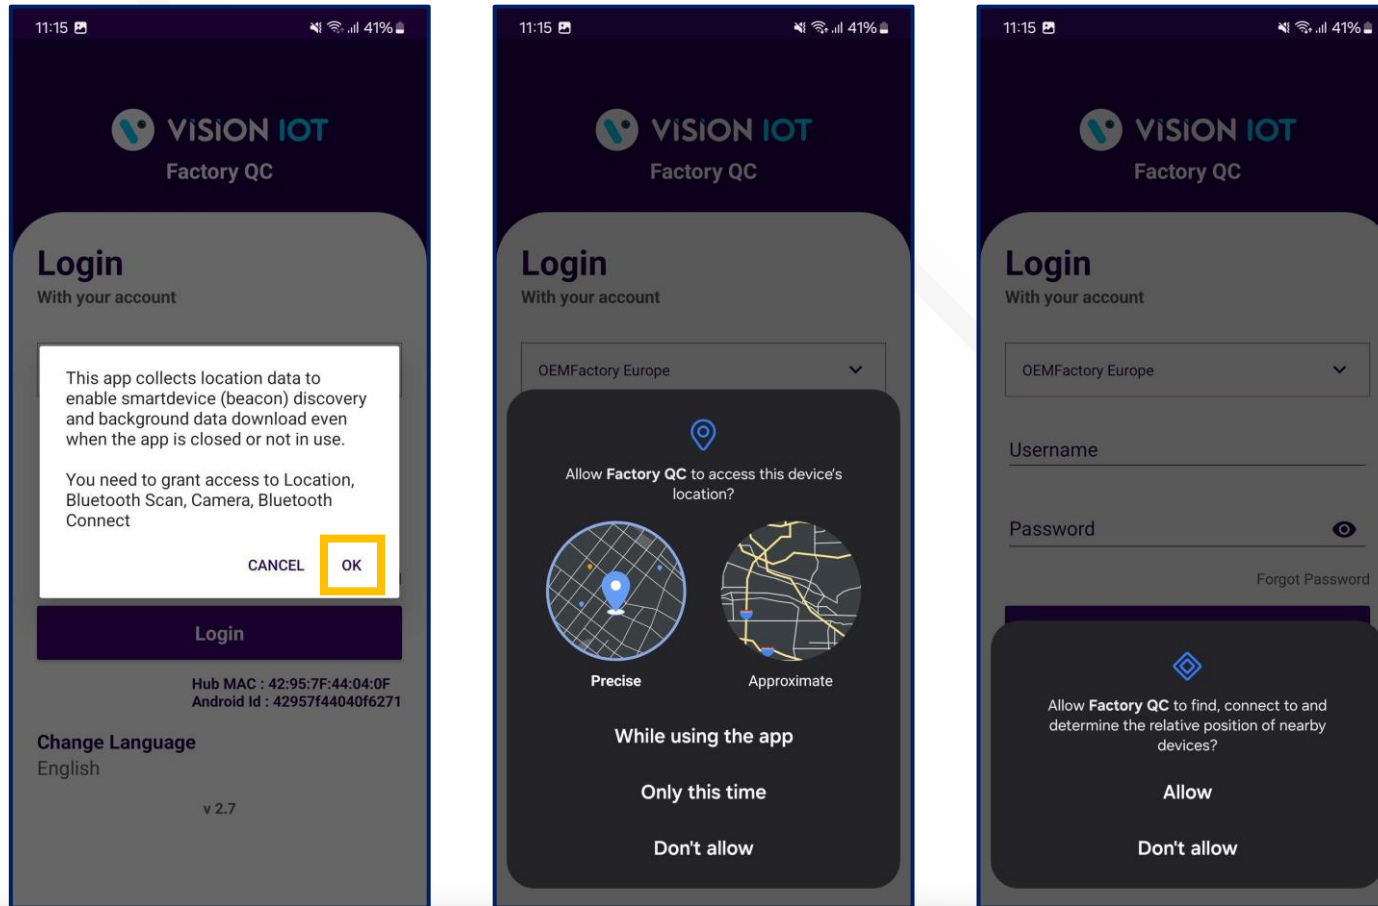 11:15
41%
VISION IOT
Factory QC
Login
With your account
This app collects location data to
enable smartdevice (beacon) discovery
and background data download even
when the app is closed or not in use.
You need to grant access to Location,
Bluetooth Scan, Camera, Bluetooth
Connect
CANCEL OK
Login
Hub MAC : 42:95:7F:44:04:0F
Android Id : 42957f44040f6271
Change Language
English
v 2.7
11:15
41%
VISION IOT
Factory QC
Login
With your account
OEMFactory Europe
Allow Factory QC to access this device's
location?
Precise Approximate
While using the app
Only this time
Don't allow
11:15
41%
VISION IOT
Factory QC
Login
With your account
OEMFactory Europe
Username
Password
Forgot Password
Allow Factory QC to find, connect to and
determine the relative position of nearby
devices?
Allow
Don't allow